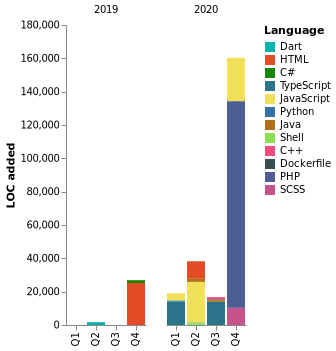 2019 2020
LOC added
180,000
160,000
140,000
120,000
100,000
80,000
60,000
40,000
20,000
0
Q1 Q2 Q3 Q4 Q1 Q2 Q3 Q4
Language
Dart
HTML
C#
TypeScript
JavaScript
Python
Java
Shell
C++
Dockerfile
PHP
SCSS